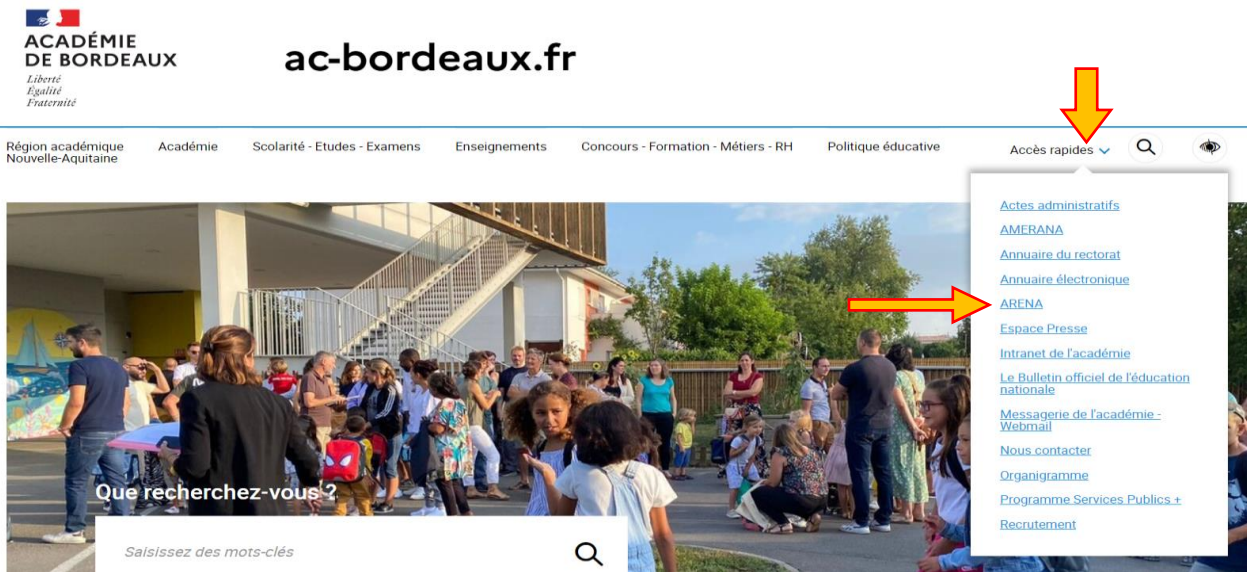 ACADÉMIE
DE BORDEAUX
Liberté
Égalité
Fraternité
ac-bordeaux.fr
Région académique
Nouvelle-Aquitaine
Académie
Scolarité - Etudes - Examens
Enseignements
Concours - Formation - Métiers - RH
Politique éducative
Accès rapides
Actes administratifs
AMERANA
Annuaire du rectorat
Annuaire électronique
ARENA
Espace Presse
Intranet de l'académie
Le Bulletin officiel de l'éducation
nationale
Messagerie de l'académie -
Webmail
Nous contacter
Organigramme
Programme Services Publics +
Recrutement
Que recherchez-vous ?
Saisissez des mots-clés